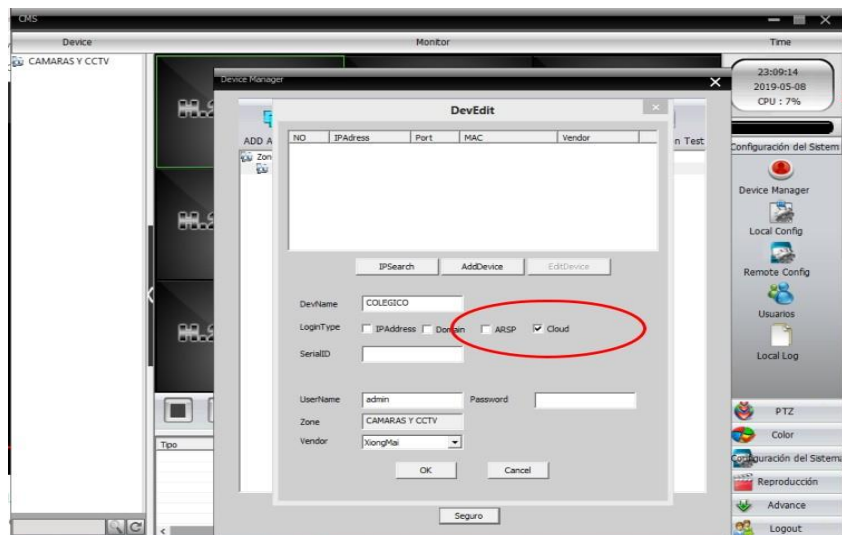 CMS
Device Monitor Time
CAMARAS Y CCTV
23:09:14
2019-05-08
CPU : 7%
Device Manager
DevEdit
ADD A
n Test
Zon
NO IPAdress Port MAC Vendor
IPSearch AddDevice EditDevice
DevName COLEGICO
LoginType IPAddress Domain ARSP Cloud
SerialID
UserName admin Password
Zone CAMARAS Y CCTV
Vendor XiongMai
OK Cancel
Seguro
Tipo
Configuración del Sistem
Device Manager
Local Config
Remote Config
Usuarios
Local Log
PTZ
Color
Configuración del Sistema
Reproducción
Advance
Logout